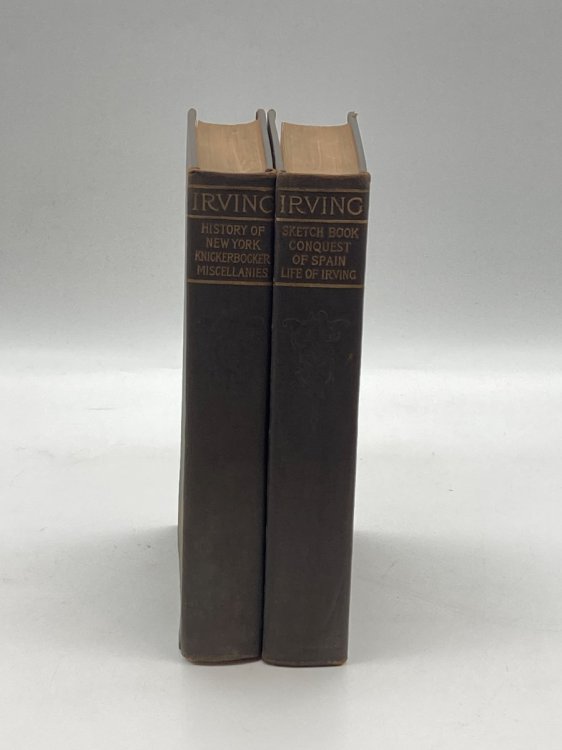 IRVING
HISTORY OF
NEW YORK
KNICKERBOCKER
MISCELLANIES
IRVING
SKETCH BOOK
CONQUEST
OF SPAIN
LIFE OF IRVING